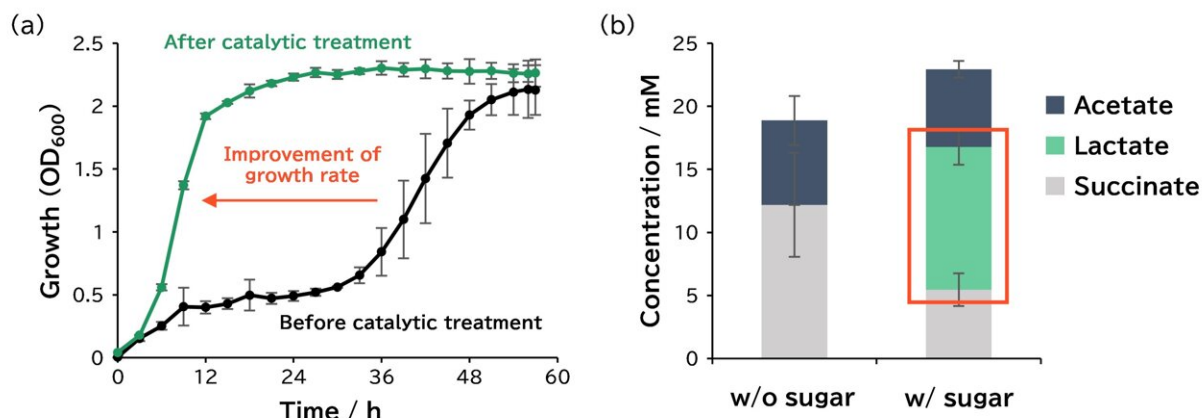 (a)
After catalytic treatment
Improvement of
growth rate
Before catalytic treatment
Growth (OD₆₀₀)
2.5
2
1.5
1
0.5
0
0
12
24
36
48
60
Time / h
(b)
Concentration / mM
25
20
15
10
5
0
w/o sugar
w/ sugar
Acetate
Lactate
Succinate